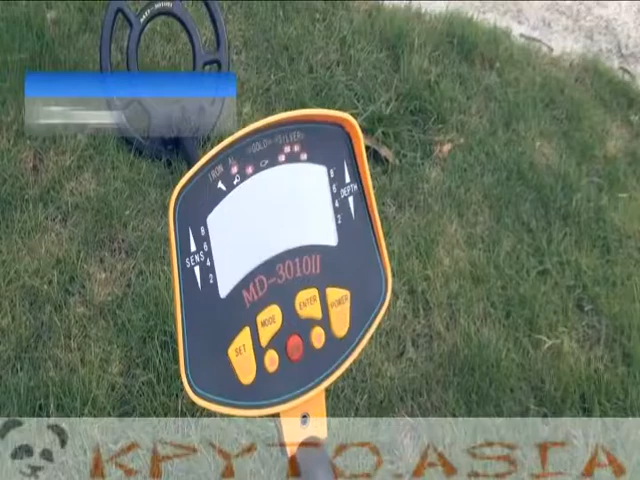 IRON AL GOLD SILVER
8 6 4 2
DEPTH
8 6 4 2
SENS
MD-3010II
SET MODE ENTER POWER
KPYTO.ASIA